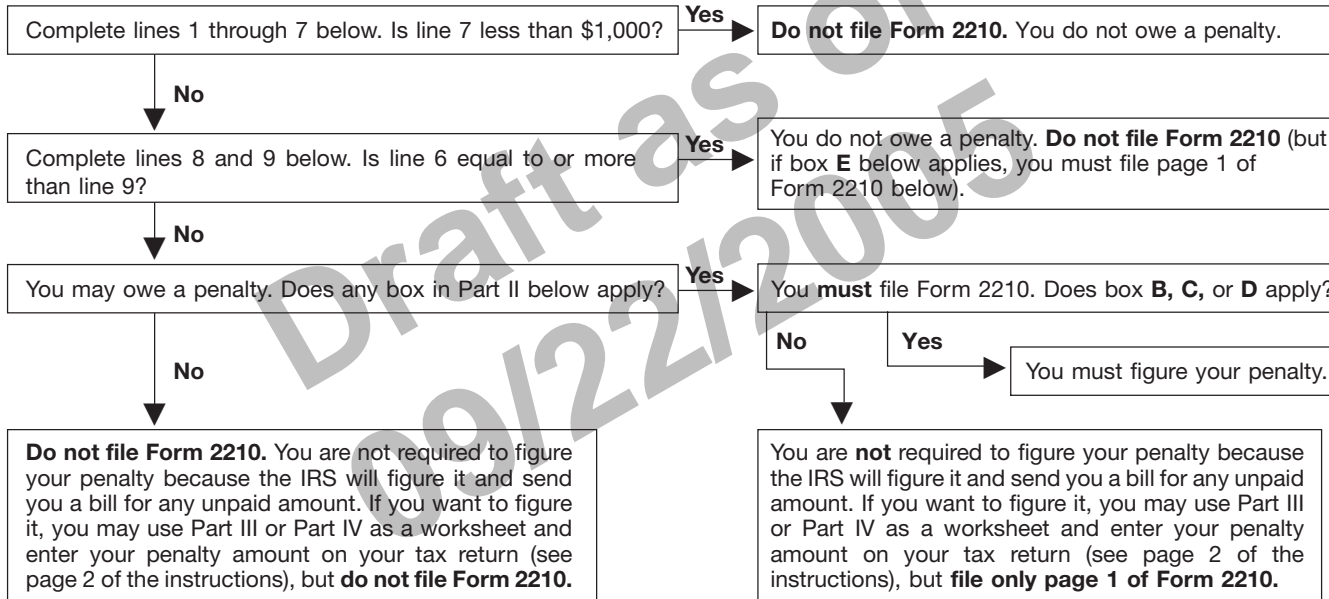 Complete lines 1 through 7 below. Is line 7 less than $1,000?
Yes
Do not file Form 2210. You do not owe a penalty.
No
Complete lines 8 and 9 below. Is line 6 equal to or more
than line 9?
Yes
You do not owe a penalty. Do not file Form 2210 (but
if box E below applies, you must file page 1 of
Form 2210 below).
No
You may owe a penalty. Does any box in Part II below apply?
Yes
You must file Form 2210. Does box B, C, or D apply?
No
Yes
You must figure your penalty.
No
Do not file Form 2210. You are not required to figure
your penalty because the IRS will figure it and send
you a bill for any unpaid amount. If you want to figure
it, you may use Part III or Part IV as a worksheet and
enter your penalty amount on your tax return (see
page 2 of the instructions), but do not file Form 2210.
You are not required to figure your penalty because
the IRS will figure it and send you a bill for any unpaid
amount. If you want to figure it, you may use Part III
or Part IV as a worksheet and enter your penalty
amount on your tax return (see page 2 of the
instructions), but file only page 1 of Form 2210.
Draft as of
09/22/2005